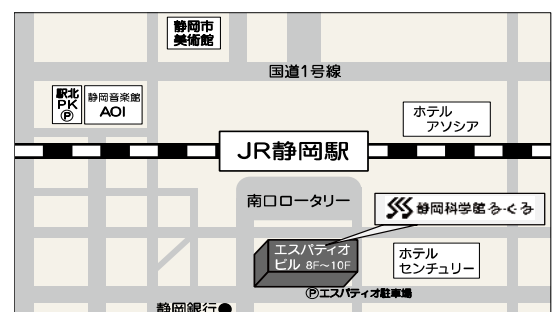 静岡市
美術館
国道1号線
駅北
PK
Ⓟ
静岡音楽館
AOI
ホテル
アソシア
JR静岡駅
南口ロータリー
静岡科学館る・く・る
エスパティオ
ビル 8F～10F
ホテル
センチュリー
Ⓟエスパティオ駐車場
静岡銀行